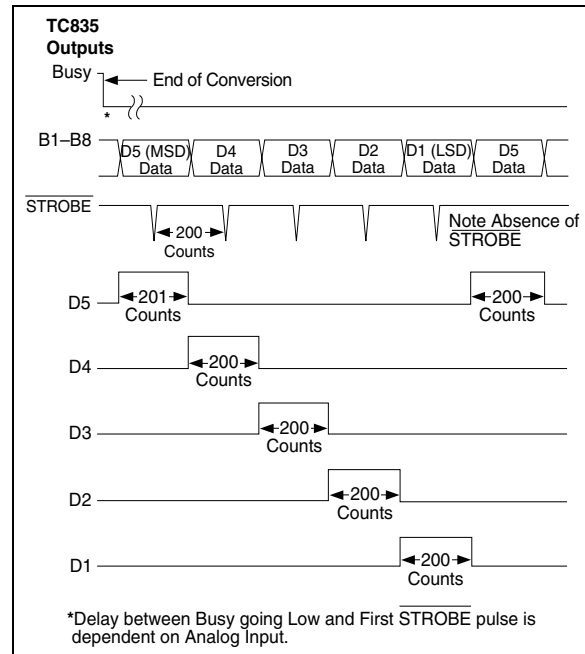 TC835
Outputs
Busy
End of Conversion
*
B1–B8
D5 (MSD) Data
D4 Data
D3 Data
D2 Data
D1 (LSD) Data
D5 Data
STROBE
200 Counts
Note Absence of
STROBE
D5
201 Counts
200 Counts
D4
200 Counts
D3
200 Counts
D2
200 Counts
D1
200 Counts
*Delay between Busy going Low and First STROBE pulse is
dependent on Analog Input.